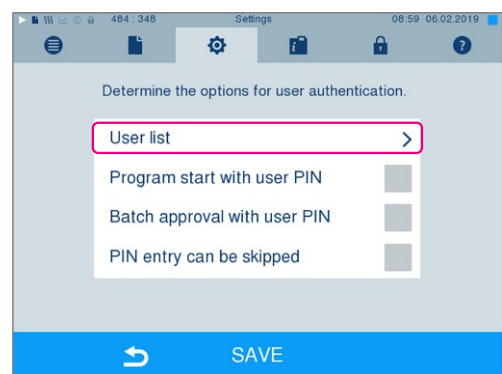 484 : 348 Settings 08:59 06.02.2019
Determine the options for user authentication.
User list
Program start with user PIN
Batch approval with user PIN
PIN entry can be skipped
SAVE